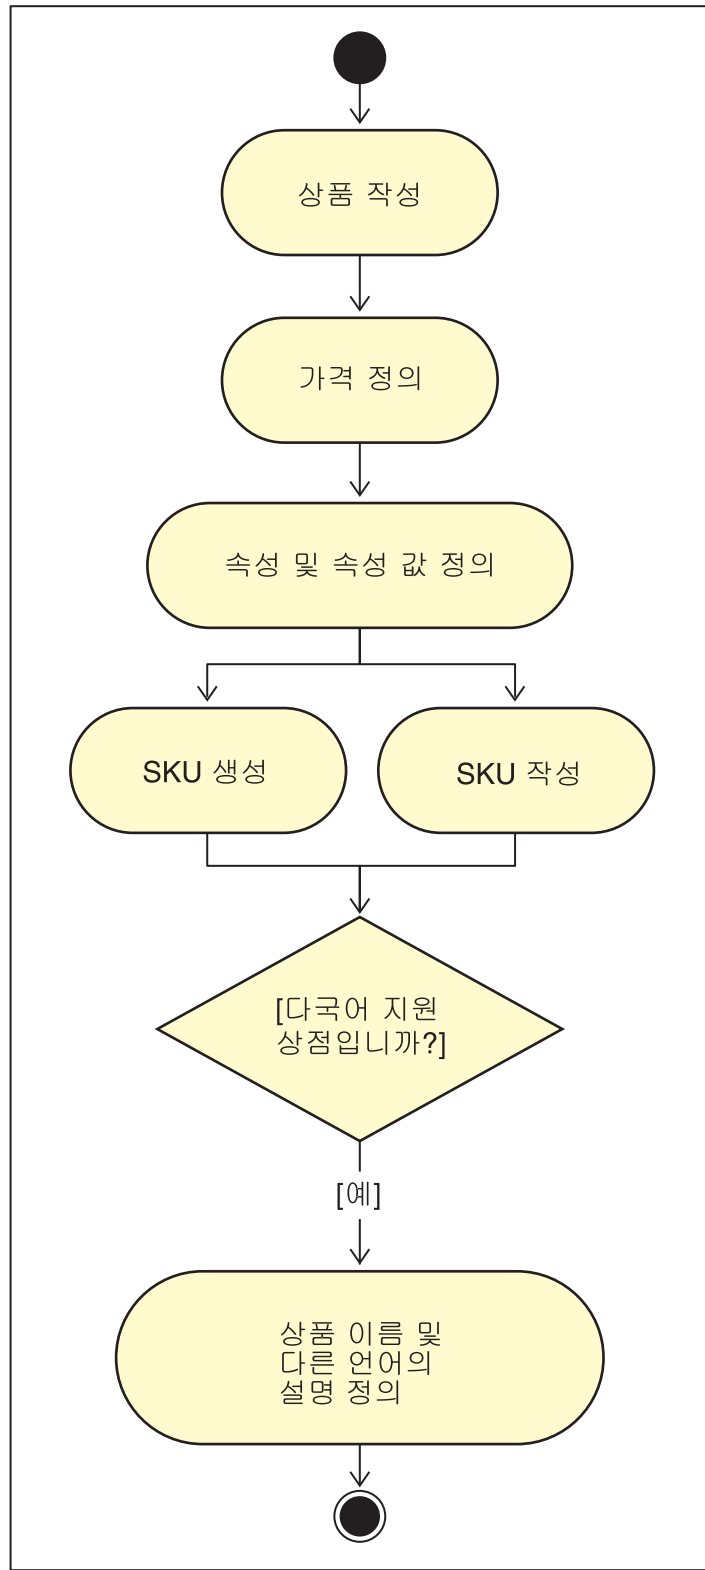 상품 작성
가격 정의
속성 및 속성 값 정의
SKU 생성
SKU 작성
[다국어 지원
상점입니까?]
[예]
상품 이름 및
다른 언어의
설명 정의